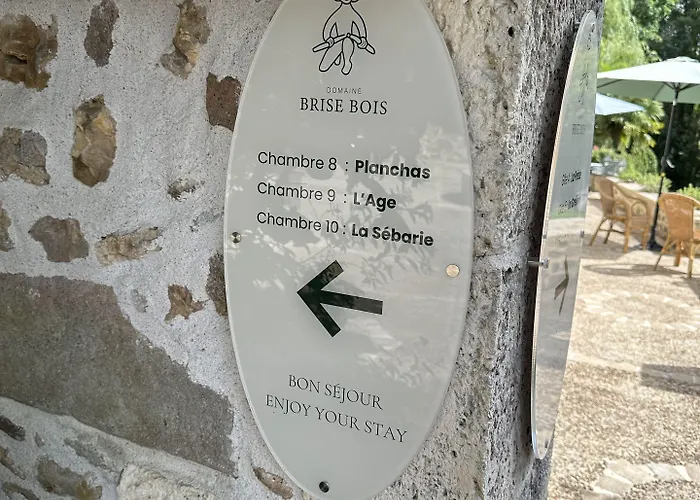 DOMAINE
BRISE BOIS
Chambre 8 : Planchas
Chambre 9 : L'Age
Chambre 10 : La Sébarie
BON SÉJOUR
ENJOY YOUR STAY